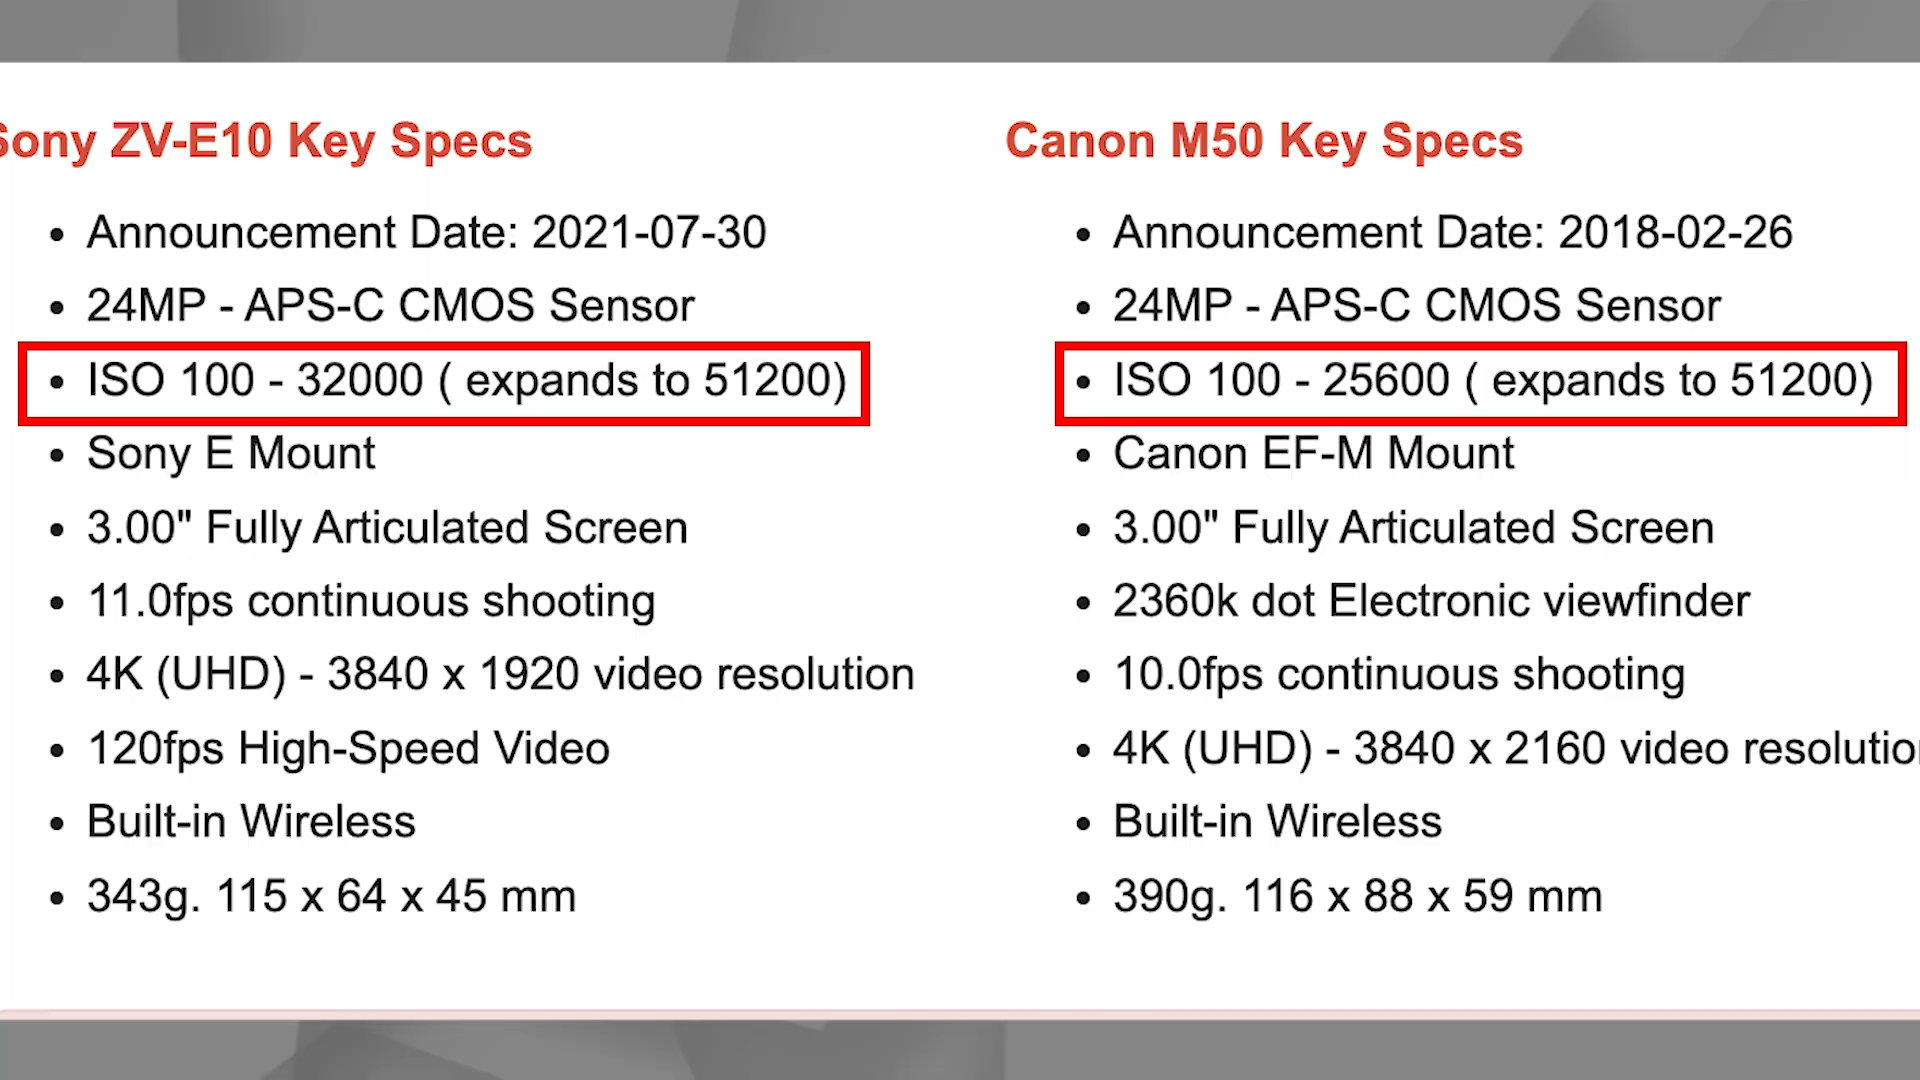 Sony ZV-E10 Key Specs
• Announcement Date: 2021-07-30
• 24MP - APS-C CMOS Sensor
• ISO 100 - 32000 ( expands to 51200)
• Sony E Mount
• 3.00" Fully Articulated Screen
• 11.0fps continuous shooting
• 4K (UHD) - 3840 x 1920 video resolution
• 120fps High-Speed Video
• Built-in Wireless
• 343g. 115 x 64 x 45 mm
Canon M50 Key Specs
• Announcement Date: 2018-02-26
• 24MP - APS-C CMOS Sensor
• ISO 100 - 25600 ( expands to 51200)
• Canon EF-M Mount
• 3.00" Fully Articulated Screen
• 2360k dot Electronic viewfinder
• 10.0fps continuous shooting
• 4K (UHD) - 3840 x 2160 video resolution
• Built-in Wireless
• 390g. 116 x 88 x 59 mm